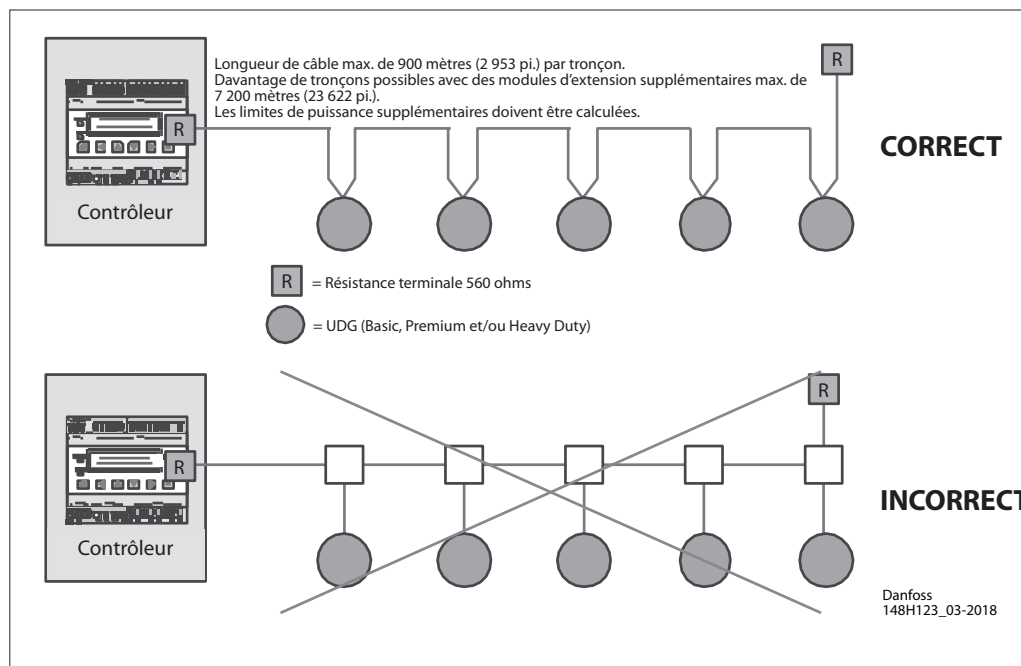 Longueur de câble max. de 900 mètres (2 953 pi.) par tronçon.
Davantage de tronçons possibles avec des modules d'extension supplémentaires max. de
7 200 mètres (23 622 pi.).
Les limites de puissance supplémentaires doivent être calculées.
R
R
CORRECT
Contrôleur
R = Résistance terminale 560 ohms
= UDG (Basic, Premium et/ou Heavy Duty)
R
R
INCORRECT
Contrôleur
Danfoss
148H123_03-2018